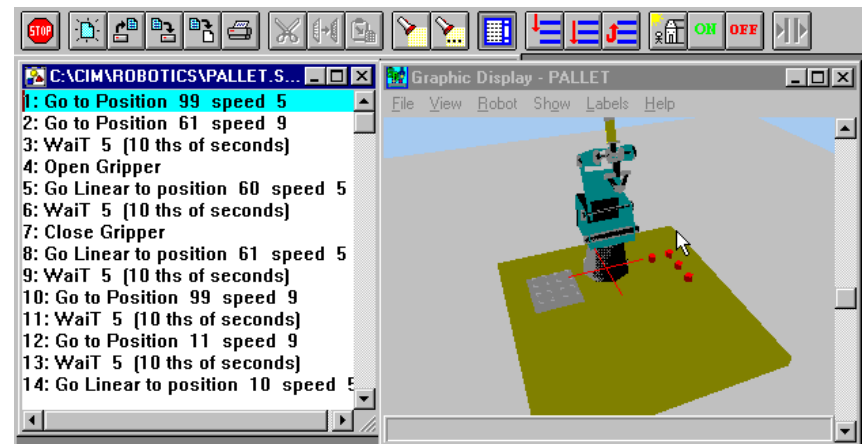 STOP
ON
OFF
C:\CIM\ROBOTICS\PALLET.S...
1: Go to Position 99 speed 5
2: Go to Position 61 speed 9
3: WaiT 5 (10 ths of seconds)
4: Open Gripper
5: Go Linear to position 60 speed 5
6: WaiT 5 (10 ths of seconds)
7: Close Gripper
8: Go Linear to position 61 speed 5
9: WaiT 5 (10 ths of seconds)
10: Go to Position 99 speed 9
11: WaiT 5 (10 ths of seconds)
12: Go to Position 11 speed 9
13: WaiT 5 (10 ths of seconds)
14: Go Linear to position 10 speed 5
Graphic Display - PALLET
File View Robot Show Labels Help